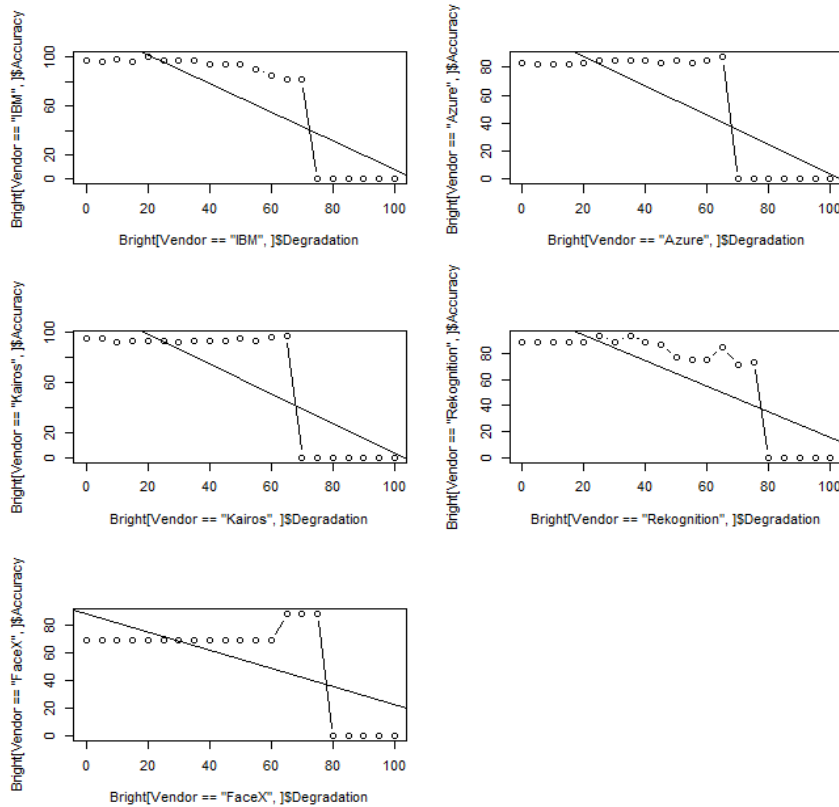 Bright[Vendor == "IBM", ]$Accuracy
0 20 60 100
0 20 40 60 80 100
Bright[Vendor == "IBM", ]$Degradation
Bright[Vendor == "Azure", ]$Accuracy
0 20 40 60 80
0 20 40 60 80 100
Bright[Vendor == "Azure", ]$Degradation
Bright[Vendor == "Kairos", ]$Accuracy
0 20 60 100
0 20 40 60 80 100
Bright[Vendor == "Kairos", ]$Degradation
Bright[Vendor == "Rekognition", ]$Accuracy
0 20 40 60 80
0 20 40 60 80 100
Bright[Vendor == "Rekognition", ]$Degradation
Bright[Vendor == "FaceX", ]$Accuracy
0 20 40 60 80
0 20 40 60 80 100
Bright[Vendor == "FaceX", ]$Degradation